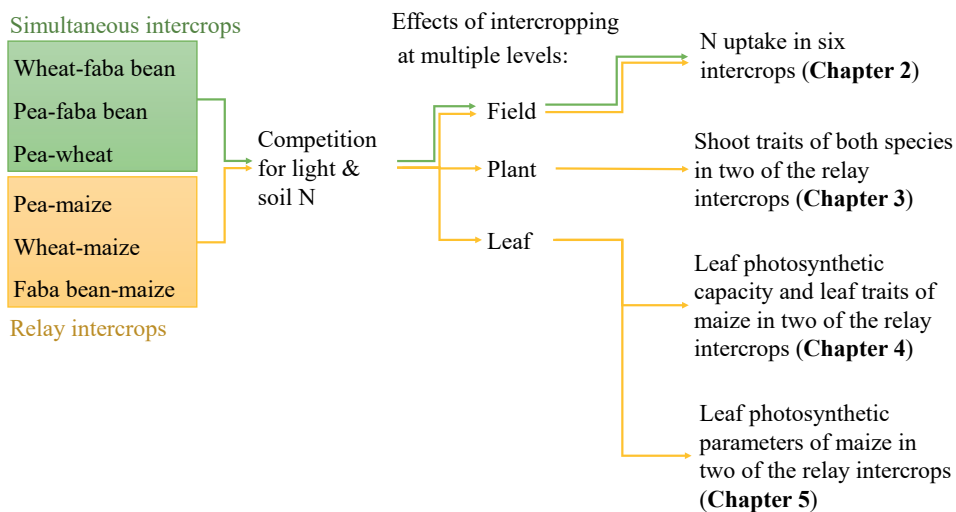 Simultaneous intercrops
Wheat-faba bean
Pea-faba bean
Pea-wheat
Pea-maize
Wheat-maize
Faba bean-maize
Relay intercrops
Competition
for light &
soil N
Effects of intercropping
at multiple levels:
Field
Plant
Leaf
N uptake in six
intercrops (Chapter 2)
Shoot traits of both species
in two of the relay
intercrops (Chapter 3)
Leaf photosynthetic
capacity and leaf traits of
maize in two of the relay
intercrops (Chapter 4)
Leaf photosynthetic
parameters of maize in
two of the relay intercrops
(Chapter 5)